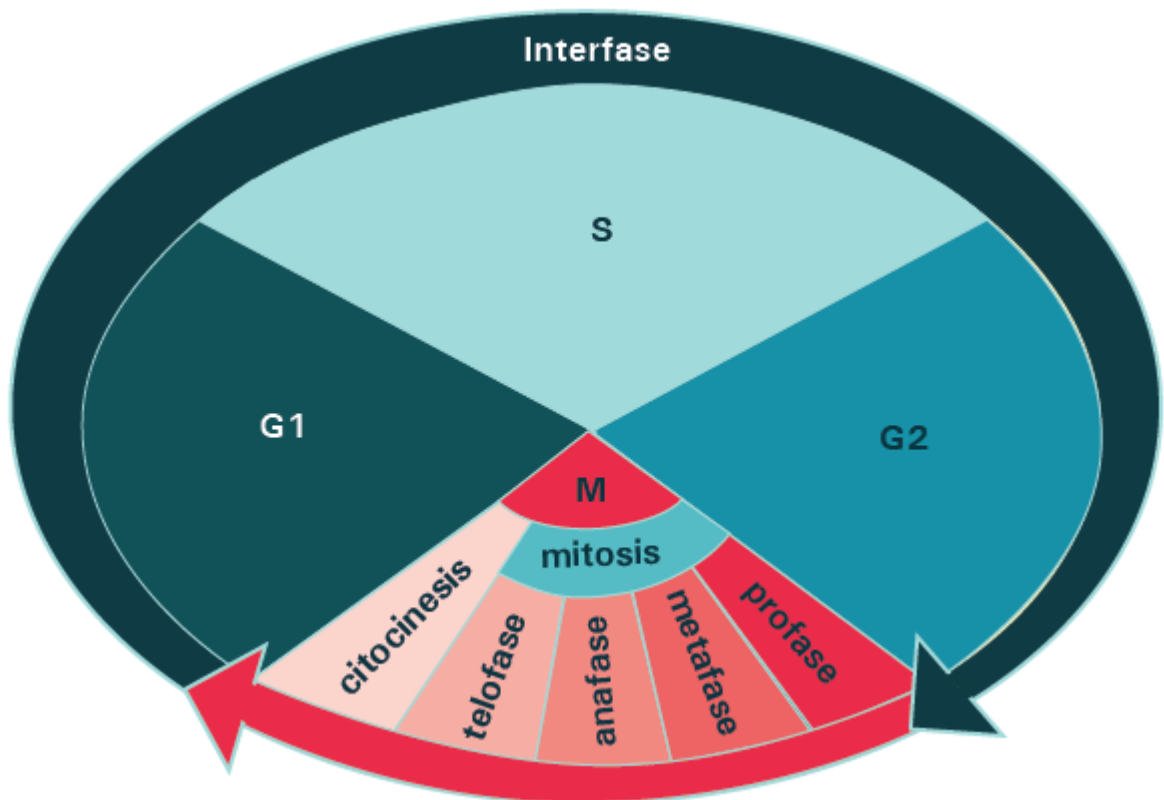 Interfase
S
G1
G2
M
mitosis
citocinesis
telofase
anafase
metafase
profase